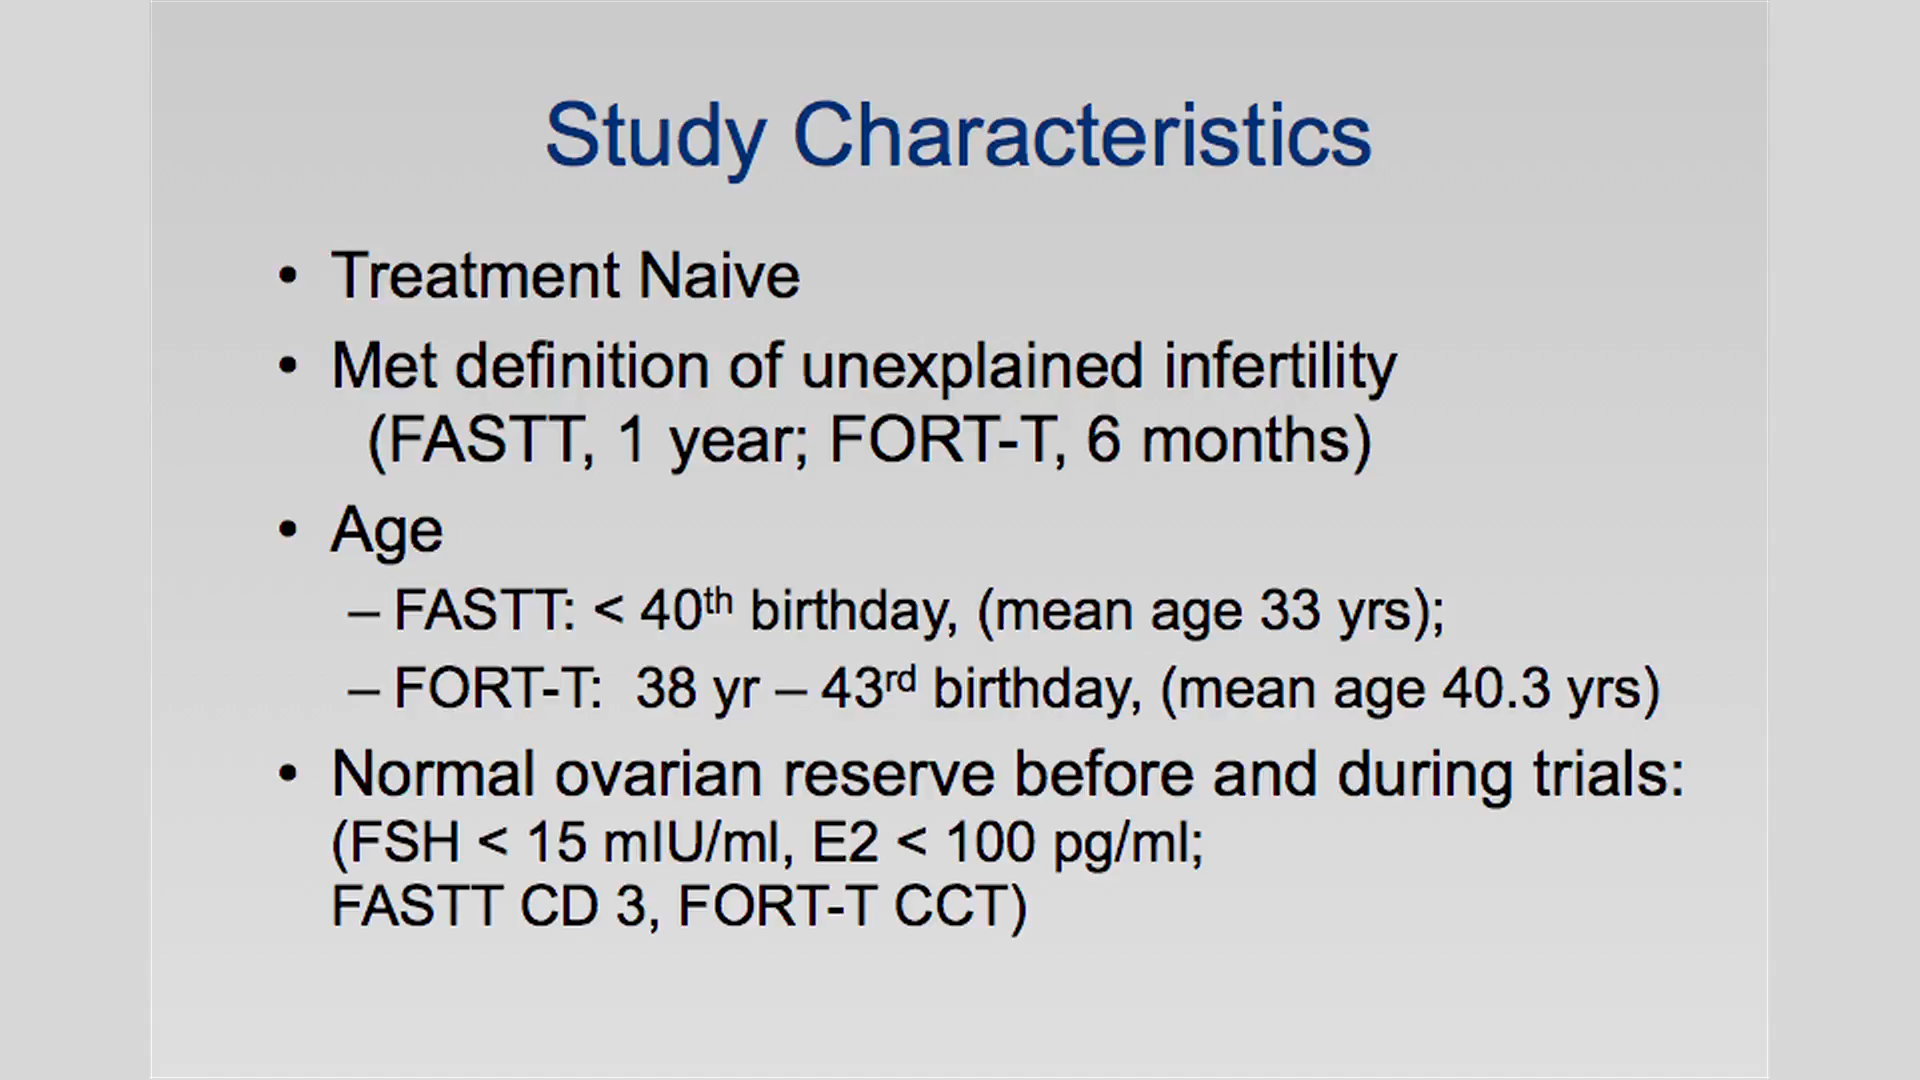 Study Characteristics
• Treatment Naive
• Met definition of unexplained infertility
(FASTT, 1 year; FORT-T, 6 months)
• Age
– FASTT: < 40th birthday, (mean age 33 yrs);
– FORT-T: 38 yr – 43rd birthday, (mean age 40.3 yrs)
• Normal ovarian reserve before and during trials:
(FSH < 15 mIU/ml, E2 < 100 pg/ml;
FASTT CD 3, FORT-T CCT)